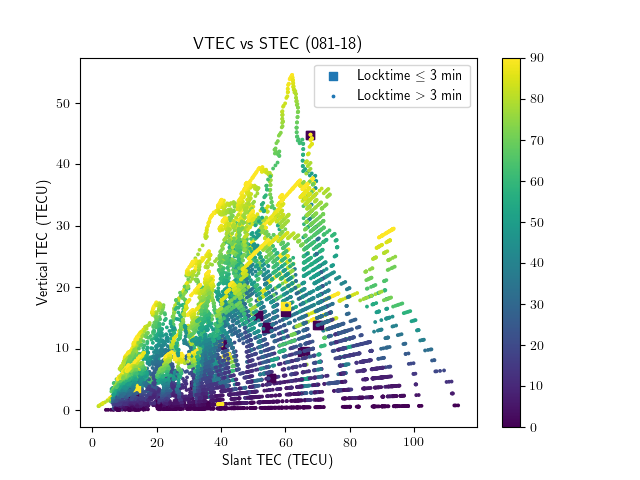 VTEC vs STEC (081-18)
Locktime ≤ 3 min
Locktime > 3 min
90
80
70
60
50
40
30
20
10
0
50
40
30
20
10
0
Vertical TEC (TECU)
0 20 40 60 80 100
Slant TEC (TECU)